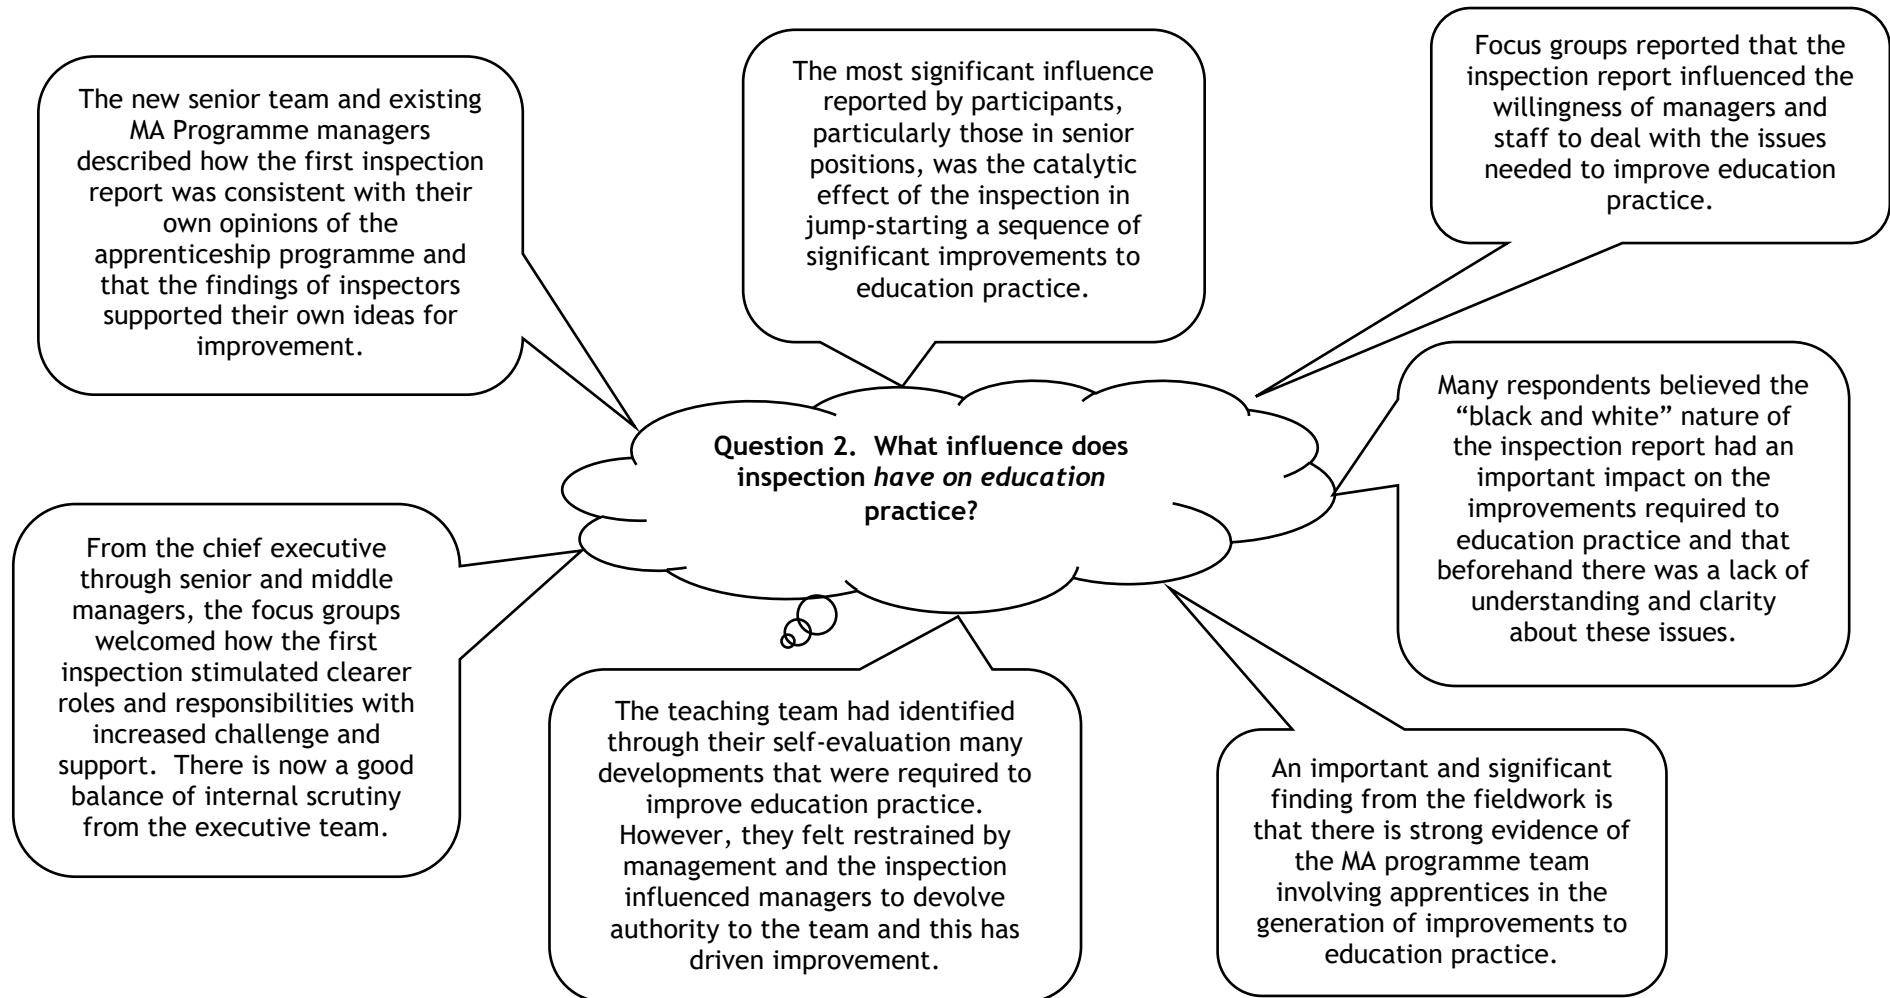 The new senior team and existing
MA Programme managers
described how the first inspection
report was consistent with their
own opinions of the
apprenticeship programme and
that the findings of inspectors
supported their own ideas for
improvement.
The most significant influence
reported by participants,
particularly those in senior
positions, was the catalytic
effect of the inspection in
jump-starting a sequence of
significant improvements to
education practice.
Focus groups reported that the
inspection report influenced the
willingness of managers and
staff to deal with the issues
needed to improve education
practice.
Question 2.  What influence does
inspection have on education
practice?
Many respondents believed the
“black and white” nature of
the inspection report had an
important impact on the
improvements required to
education practice and that
beforehand there was a lack of
understanding and clarity
about these issues.
From the chief executive
through senior and middle
managers, the focus groups
welcomed how the first
inspection stimulated clearer
roles and responsibilities with
increased challenge and
support.  There is now a good
balance of internal scrutiny
from the executive team.
The teaching team had identified
through their self-evaluation many
developments that were required to
improve education practice.
However, they felt restrained by
management and the inspection
influenced managers to devolve
authority to the team and this has
driven improvement.
An important and significant
finding from the fieldwork is
that there is strong evidence of
the MA programme team
involving apprentices in the
generation of improvements to
education practice.